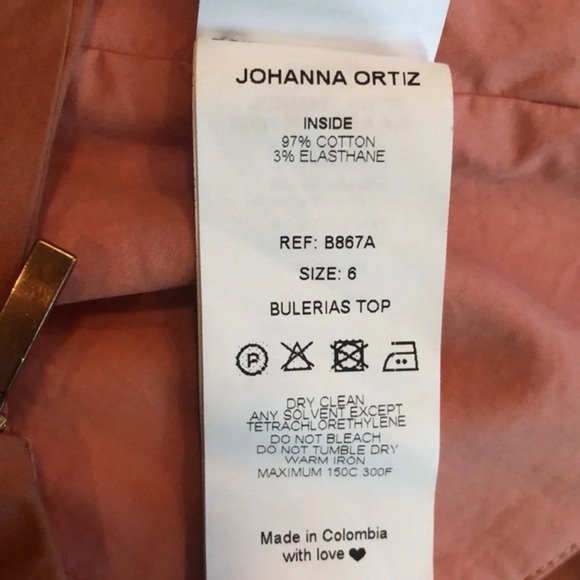 JOHANNA ORTIZ
INSIDE
97% COTTON
3% ELASTHANE
REF: B867A
SIZE: 6
BULERIAS TOP
P
DRY CLEAN
ANY SOLVENT EXCEPT
TETRACHLORETHYLENE
DO NOT BLEACH
DO NOT TUMBLE DRY
WARM IRON
MAXIMUM 150C 300F
Made in Colombia
with love ❤